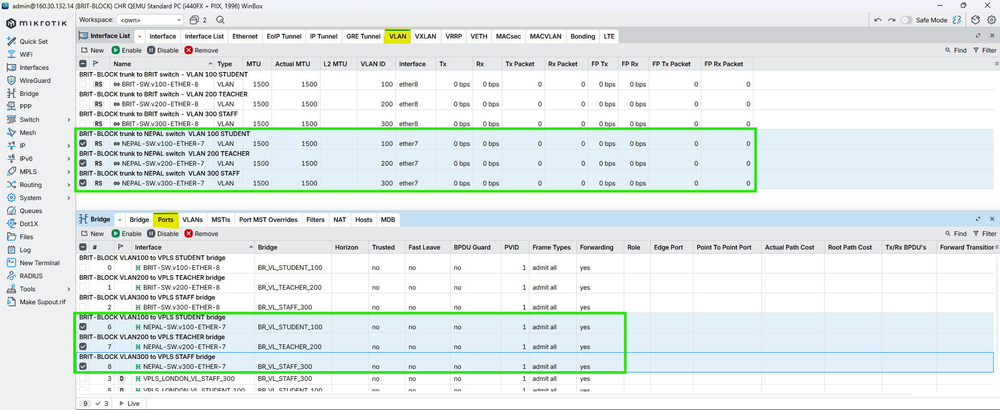 admin@160.30.132.14 (BRIT-BLOCK) CHR QEMU Standard PC (i440FX + PIIX, 1996) WinBox
MikroTik Workspace: <own> 2 Safe Mode
Quick Set
WiFi
Interfaces
WireGuard
Bridge
PPP
Switch
Mesh
IP
IPv6
MPLS
Routing
System
Queues
Dot1X
Files
Log
New Terminal
RADIUS
Tools
Make Supout.rif
Interface List Interface Interface List Ethernet EoIP Tunnel IP Tunnel GRE Tunnel VLAN VXLAN VRRP VETH MACsec MACVLAN Bonding LTE
New Enable Disable Remove Find Filter
Name Type MTU Actual MTU L2 MTU VLAN ID Interface Tx Rx Tx Packet Rx Packet FP Tx FP Rx FP Tx Packet FP Rx Packet
BRIT-BLOCK trunk to BRIT switch - VLAN 100 STUDENT
RS BRIT-SW.v100-ETHER-8 VLAN 1500 1500 100 ether8 0 bps 0 bps 0 0 0 bps 0 bps 0 0
BRIT-BLOCK trunk to BRIT switch - VLAN 200 TEACHER
RS BRIT-SW.v200-ETHER-8 VLAN 1500 1500 200 ether8 0 bps 0 bps 0 0 0 bps 0 bps 0 0
BRIT-BLOCK trunk to BRIT switch - VLAN 300 STAFF
RS BRIT-SW.v300-ETHER-8 VLAN 1500 1500 300 ether8 0 bps 0 bps 0 0 0 bps 0 bps 0 0
BRIT-BLOCK trunk to NEPAL switch VLAN 100 STUDENT
RS NEPAL-SW.v100-ETHER-7 VLAN 1500 1500 100 ether7 0 bps 0 bps 0 0 0 bps 0 bps 0 0
BRIT-BLOCK trunk to NEPAL switch VLAN 200 TEACHER
RS NEPAL-SW.v200-ETHER-7 VLAN 1500 1500 200 ether7 0 bps 0 bps 0 0 0 bps 0 bps 0 0
BRIT-BLOCK trunk to NEPAL switch VLAN 300 STAFF
RS NEPAL-SW.v300-ETHER-7 VLAN 1500 1500 300 ether7 0 bps 0 bps 0 0 0 bps 0 bps 0 0
Bridge Bridge Ports VLANs MSTIs Port MST Overrides Filters NAT Hosts MDB
New Enable Disable Remove Find Filter
# Interface Bridge Horizon Trusted Fast Leave BPDU Guard PVID Frame Types Forwarding Role Edge Port Point To Point Port Actual Path Cost Root Path Cost Tx/Rx BPDU's Forward Transition
BRIT-BLOCK VLAN100 to VPLS STUDENT bridge
0 BRIT-SW.v100-ETHER-8 BR_VL_STUDENT_100 no no no 1 admit all yes
BRIT-BLOCK VLAN200 to VPLS TEACHER bridge
1 BRIT-SW.v200-ETHER-8 BR_VL_TEACHER_200 no no no 1 admit all yes
BRIT-BLOCK VLAN300 to VPLS STAFF bridge
2 BRIT-SW.v300-ETHER-8 BR_VL_STAFF_300 no no no 1 admit all yes
BRIT-BLOCK VLAN100 to VPLS STUDENT bridge
6 NEPAL-SW.v100-ETHER-7 BR_VL_STUDENT_100 no no no 1 admit all yes
BRIT-BLOCK VLAN200 to VPLS TEACHER bridge
7 NEPAL-SW.v200-ETHER-7 BR_VL_TEACHER_200 no no no 1 admit all yes
BRIT-BLOCK VLAN300 to VPLS STAFF bridge
8 NEPAL-SW.v300-ETHER-7 BR_VL_STAFF_300 no no no 1 admit all yes
3 D VPLS_LONDON_VL_STAFF_300 BR_VL_STAFF_300 no no no 1 admit all yes
5 D VPLS_LONDON_VL_STUDENT_100 BR_VL_STUDENT_100 no no no 1 admit all yes
9 3 Live